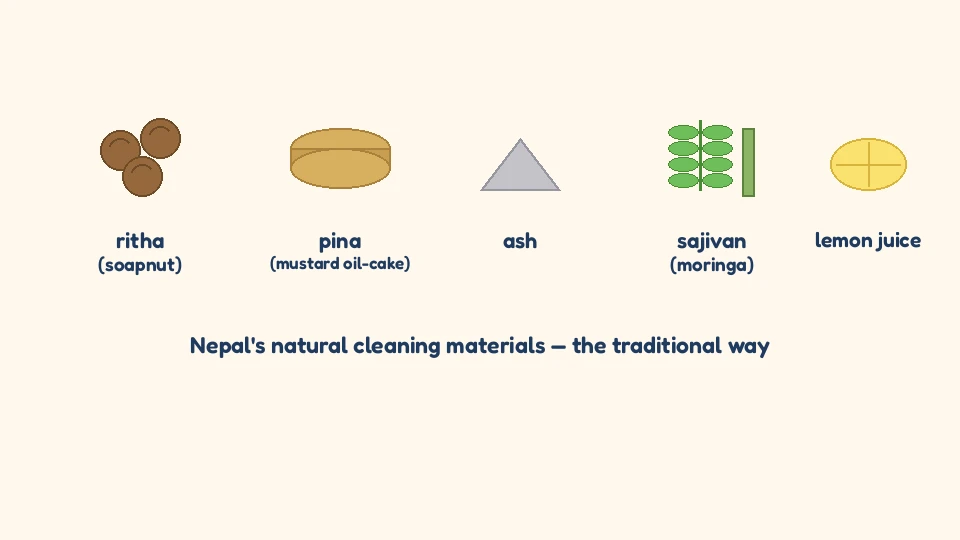 ritha
(soapnut)
pina
(mustard oil-cake)
ash
sajivan
(moringa)
lemon juice
Nepal's natural cleaning materials — the traditional way